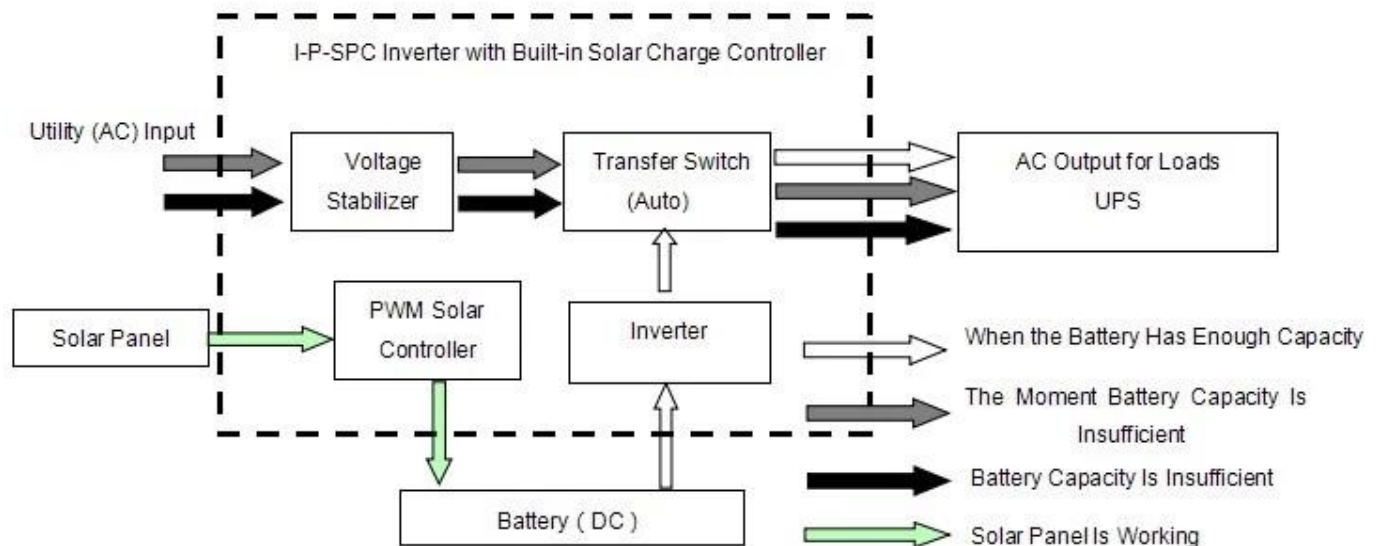 I-P-SPC Inverter with Built-in Solar Charge Controller
Utility (AC) Input
Voltage
Stabilizer
Transfer Switch
(Auto)
AC Output for Loads
UPS
Solar Panel
PWM Solar
Controller
Inverter
Battery ( DC )
When the Battery Has Enough Capacity
The Moment Battery Capacity Is
Insufficient
Battery Capacity Is Insufficient
Solar Panel Is Working